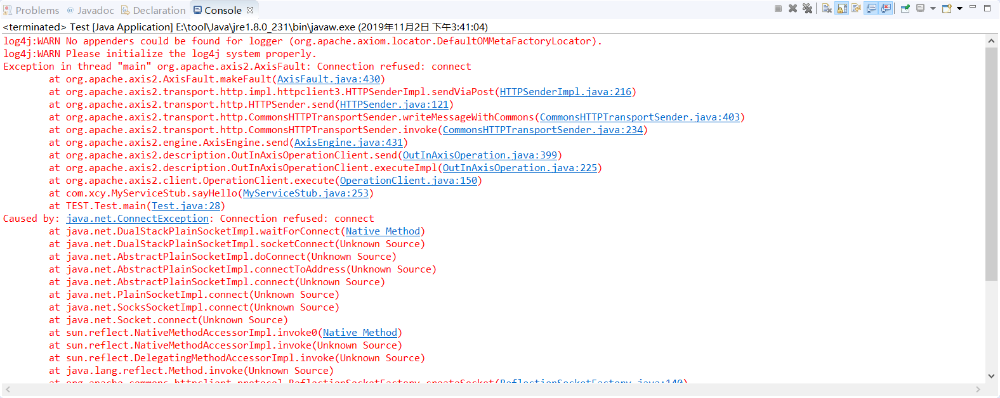 Problems @ Javadoc Declaration Console
<terminated> Test [Java Application] E:\tool\Java\jre1.8.0_231\bin\javaw.exe (2019年11月2日 下午3:41:04)
log4j:WARN No appenders could be found for logger (org.apache.axiom.locator.DefaultOMMetaFactoryLocator).
log4j:WARN Please initialize the log4j system properly.
Exception in thread "main" org.apache.axis2.AxisFault: Connection refused: connect
at org.apache.axis2.AxisFault.makeFault(AxisFault.java:430)
at org.apache.axis2.transport.http.impl.httpclient3.HTTPSenderImpl.sendViaPost(HTTPSenderImpl.java:216)
at org.apache.axis2.transport.http.HTTPSender.send(HTTPSender.java:121)
at org.apache.axis2.transport.http.CommonsHTTPTransportSender.writeMessageWithCommons(CommonsHTTPTransportSender.java:403)
at org.apache.axis2.transport.http.CommonsHTTPTransportSender.invoke(CommonsHTTPTransportSender.java:234)
at org.apache.axis2.engine.AxisEngine.send(AxisEngine.java:431)
at org.apache.axis2.description.OutInAxisOperationClient.send(OutInAxisOperation.java:399)
at org.apache.axis2.description.OutInAxisOperationClient.executeImpl(OutInAxisOperation.java:225)
at org.apache.axis2.client.OperationClient.execute(OperationClient.java:150)
at com.xcy.MyServiceStub.sayHello(MyServiceStub.java:253)
at TEST.Test.main(Test.java:28)
Caused by: java.net.ConnectException: Connection refused: connect
at java.net.DualStackPlainSocketImpl.waitForConnect(Native Method)
at java.net.DualStackPlainSocketImpl.socketConnect(Unknown Source)
at java.net.AbstractPlainSocketImpl.doConnect(Unknown Source)
at java.net.AbstractPlainSocketImpl.connectToAddress(Unknown Source)
at java.net.AbstractPlainSocketImpl.connect(Unknown Source)
at java.net.PlainSocketImpl.connect(Unknown Source)
at java.net.SocksSocketImpl.connect(Unknown Source)
at java.net.Socket.connect(Unknown Source)
at sun.reflect.NativeMethodAccessorImpl.invoke0(Native Method)
at sun.reflect.NativeMethodAccessorImpl.invoke(Unknown Source)
at sun.reflect.DelegatingMethodAccessorImpl.invoke(Unknown Source)
at java.lang.reflect.Method.invoke(Unknown Source)
at org.apache.commons.httpclient.protocol.ReflectionSocketFactory.createSocket(ReflectionSocketFactory.java:140)